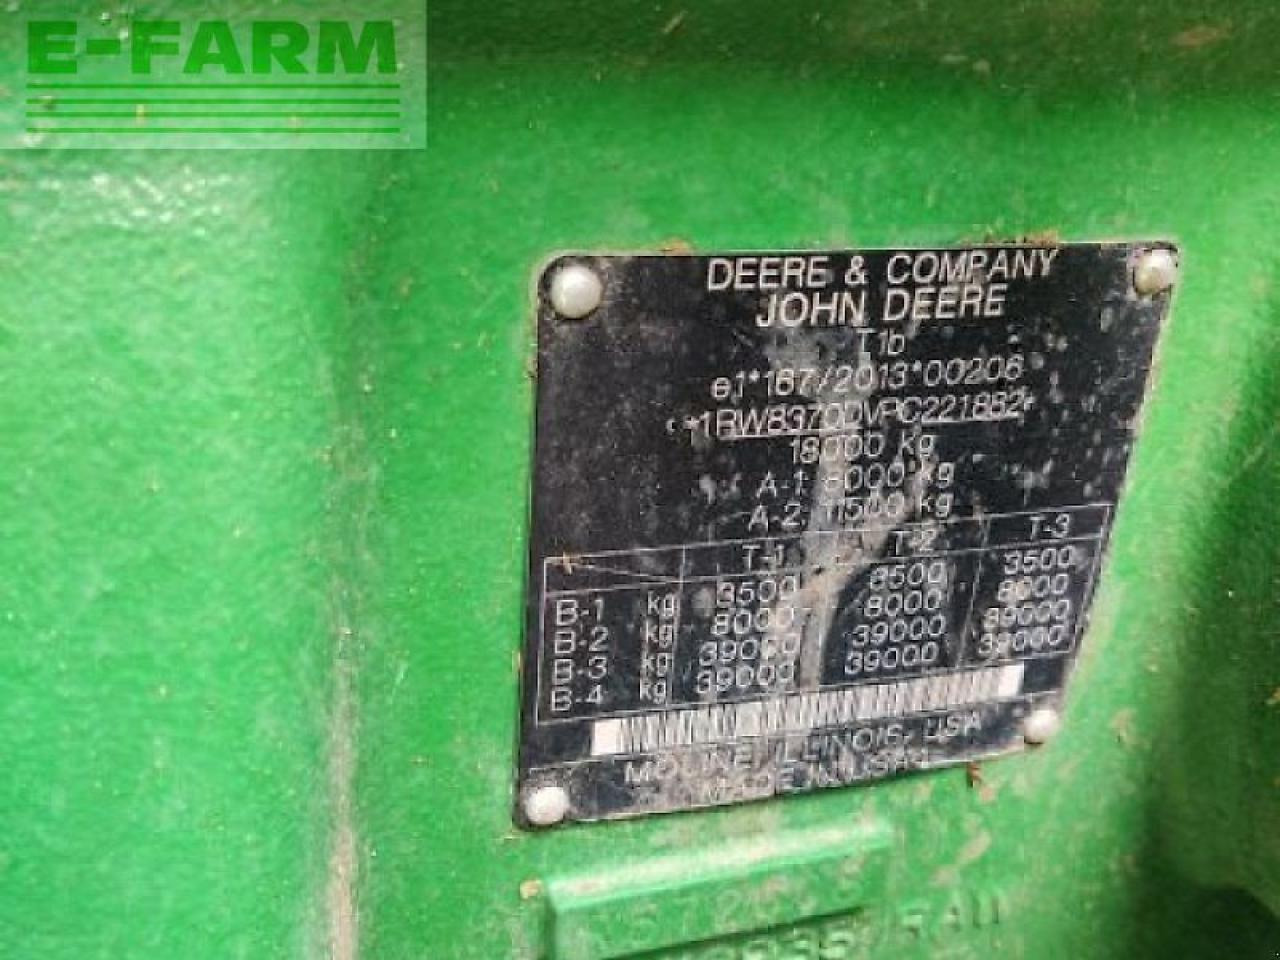 E-FARM
DEERE & COMPANY
JOHN DEERE
T1b
e1*167/2013*00206
*1RW8370DVPC221852*
18000 kg
A-1 8000 kg
A-2 11500 kg
T-1 T-2 T-3
B-1 kg 3500 3500 3500
B-2 kg 8000 8000 8000
B-3 kg 39000 39000 39000
B-4 kg 39000 39000 39000
MOLINE, ILLINOIS, USA
MADE IN USA